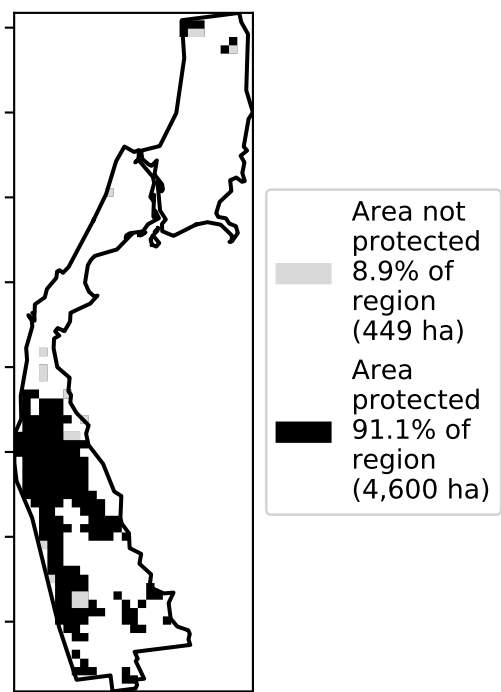 Area not
protected
8.9% of
region
(449 ha)
Area
protected
91.1% of
region
(4,600 ha)